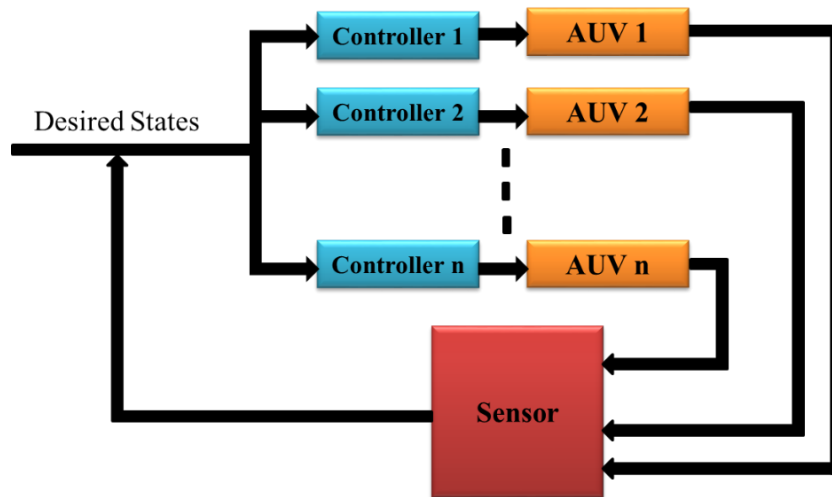 Controller 1
AUV 1
Controller 2
AUV 2
Desired States
Controller n
AUV n
Sensor